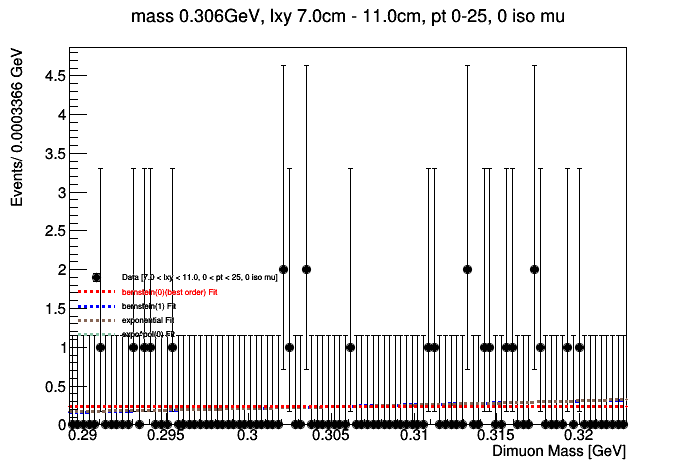 mass 0.306GeV, lxy 7.0cm - 11.0cm, pt 0-25, 0 iso mu
Events/ 0.0003366 GeV
4.5
4
3.5
3
2.5
2
1.5
1
0.5
0
Data [7.0 < lxy < 11.0, 0 < pt < 25, 0 iso mu]
bernstein(0)(best order) Fit
bernstein(1) Fit
exponential Fit
Fit
0.29
0.295
0.3
0.305
0.31
0.315
0.32
Dimuon Mass [GeV]